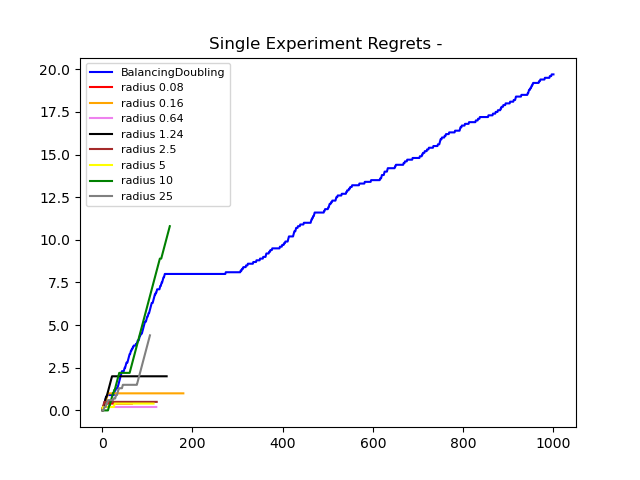 Single Experiment Regrets -
20.0
17.5
15.0
12.5
10.0
7.5
5.0
2.5
0.0
BalancingDoubling
radius 0.08
radius 0.16
radius 0.64
radius 1.24
radius 2.5
radius 5
radius 10
radius 25
0 200 400 600 800 1000